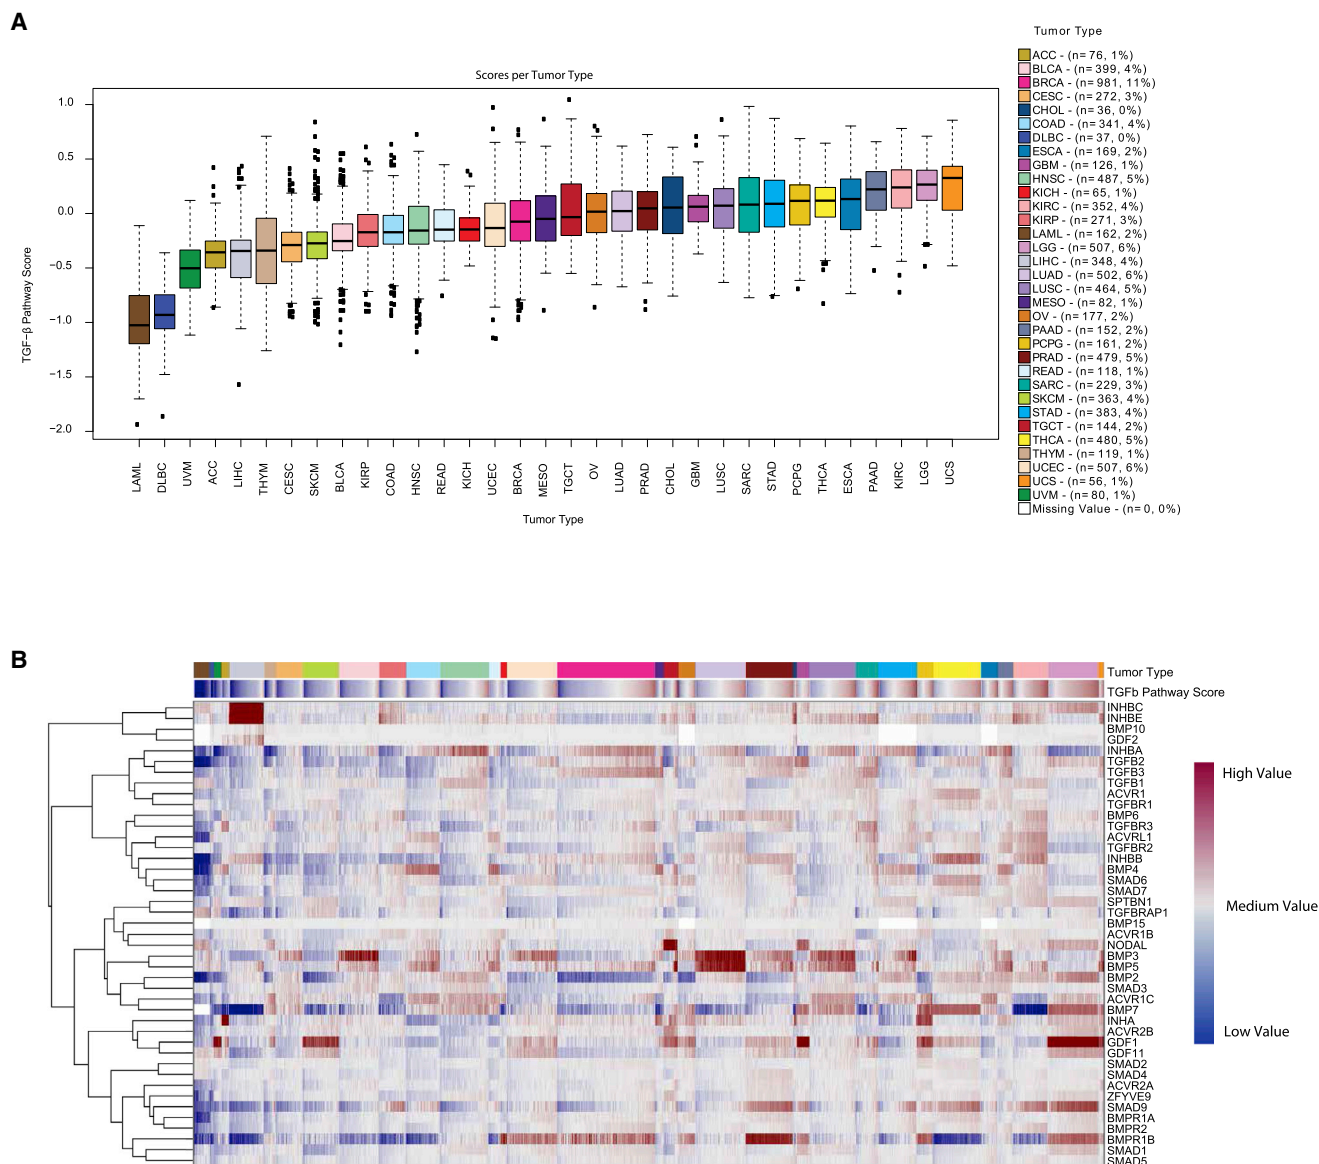 A
Tumor Type
Scores per Tumor Type
TGF-β Pathway Score
1.0
0.5
0.0
−0.5
−1.0
−1.5
−2.0
LAML
DLBC
UVM
ACC
LIHC
THYM
CESC
SKCM
BLCA
KIRP
COAD
HNSC
READ
KICH
UCEC
BRCA
MESO
TGCT
OV
LUAD
PRAD
CHOL
GBM
LUSC
SARC
STAD
PCPG
THCA
ESCA
PAAD
KIRC
LGG
UCS
Tumor Type
ACC - (n=76, 1%)
BLCA - (n=399, 4%)
BRCA - (n=981, 11%)
CESC - (n=272, 3%)
CHOL - (n=36, 0%)
COAD - (n=341, 4%)
DLBC - (n=37, 0%)
ESCA - (n=169, 2%)
GBM - (n=126, 1%)
HNSC - (n=487, 5%)
KICH - (n=65, 1%)
KIRC - (n=352, 4%)
KIRP - (n=271, 3%)
LAML - (n=162, 2%)
LGG - (n=507, 6%)
LIHC - (n=348, 4%)
LUAD - (n=502, 6%)
LUSC - (n=464, 5%)
MESO - (n=82, 1%)
OV - (n=177, 2%)
PAAD - (n=152, 2%)
PCPG - (n=161, 2%)
PRAD - (n=479, 5%)
READ - (n=118, 1%)
SARC - (n=229, 3%)
SKCM - (n=363, 4%)
STAD - (n=383, 4%)
TGCT - (n=144, 2%)
THCA - (n=480, 5%)
THYM - (n=119, 1%)
UCEC - (n=507, 6%)
UCS - (n=56, 1%)
UVM - (n=80, 1%)
Missing Value - (n=0, 0%)
B
Tumor Type
TGFb Pathway Score
INHBC
INHBE
BMP10
GDF2
INHBA
TGFB2
TGFB3
TGFB1
ACVR1
TGFBR1
BMP6
TGFBR3
ACVRL1
TGFBR2
INHBB
BMP4
SMAD6
SMAD7
SPTBN1
TGFBRAP1
BMP15
ACVR1B
NODAL
BMP3
BMP5
BMP2
SMAD3
ACVR1C
BMP7
INHA
ACVR2B
GDF1
GDF11
SMAD2
SMAD4
ACVR2A
ZFYVE9
SMAD9
BMPR1A
BMPR2
BMPR1B
SMAD1
SMAD5
High Value
Medium Value
Low Value